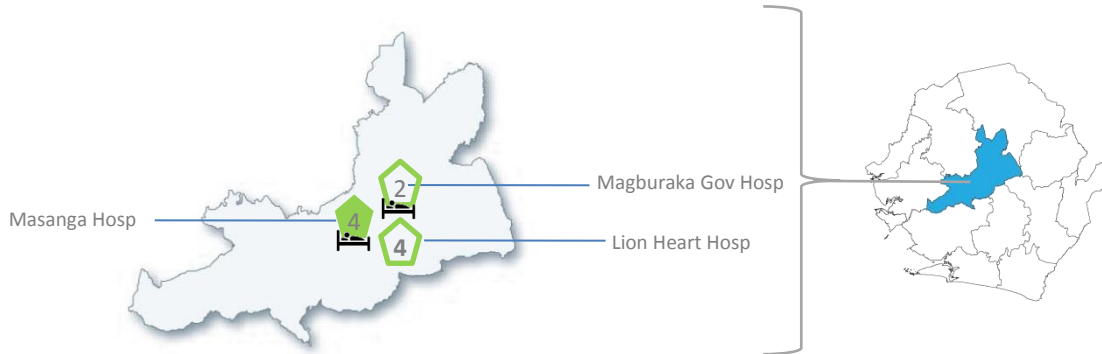 2
Magburaka Gov Hosp
Masanga Hosp
4
4
Lion Heart Hosp